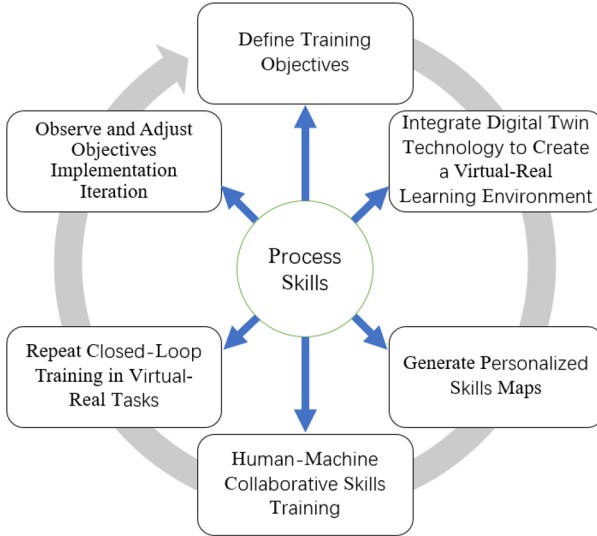 Define Training
Objectives
Integrate Digital Twin
Technology to Create
a Virtual-Real
Learning Environment
Generate Personalized
Skills Maps
Human-Machine
Collaborative Skills
Training
Repeat Closed-Loop
Training in Virtual-
Real Tasks
Observe and Adjust
Objectives
Implementation
Iteration
Process
Skills